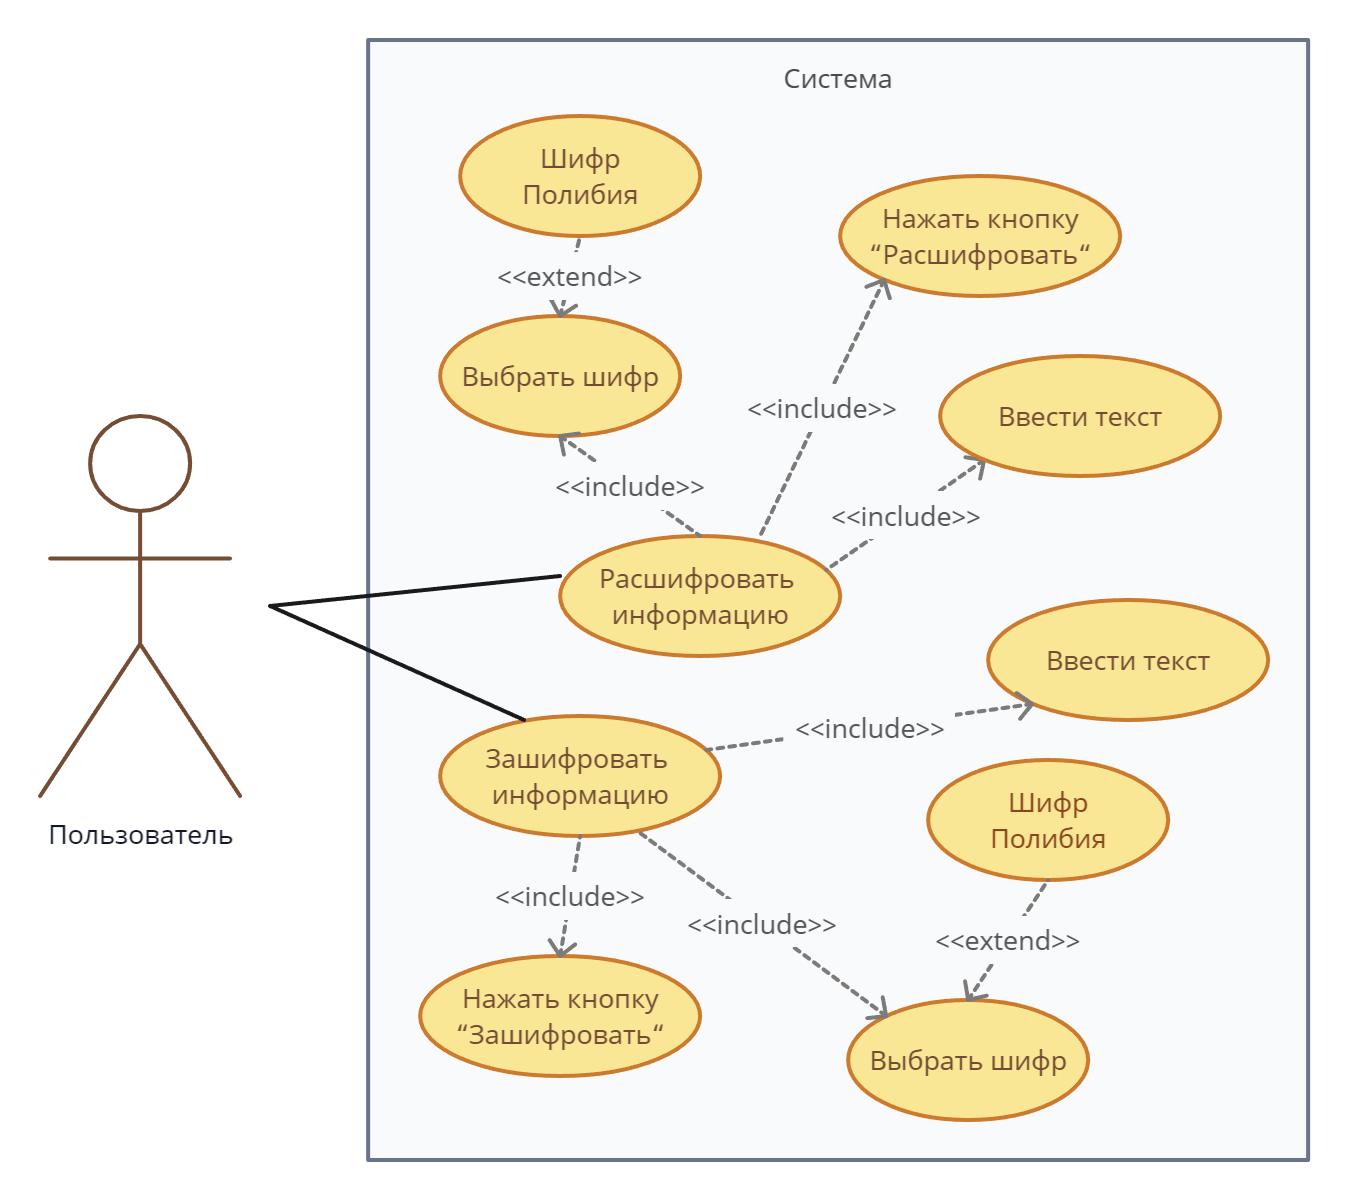 Система
Шифр
Полибия
<<extend>>
Выбрать шифр
<<include>>
Нажать кнопку
“Расшифровать“
<<include>>
Ввести текст
<<include>>
Расшифровать
информацию
Пользователь
Зашифровать
информацию
<<include>>
Ввести текст
<<include>>
Нажать кнопку
“Зашифровать“
<<include>>
Шифр
Полибия
<<extend>>
Выбрать шифр